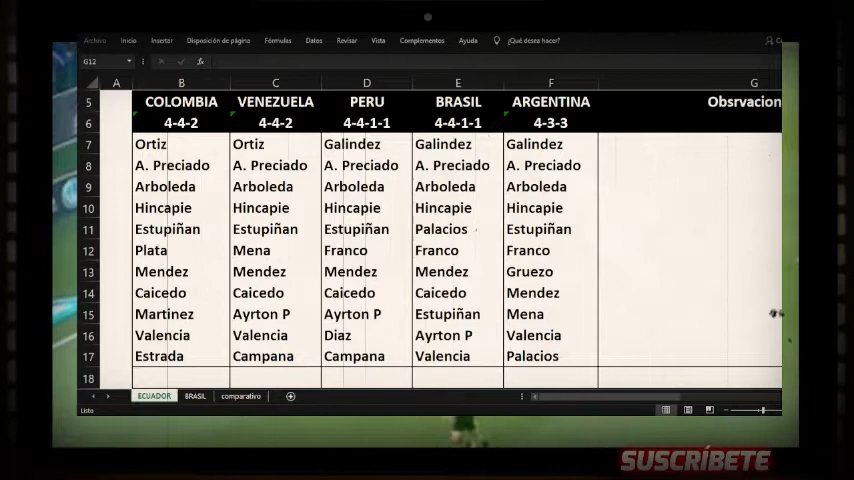 Archivo Inicio Insertar Disposición de página Fórmulas Datos Revisar Vista Complementos Ayuda ¿Qué desea hacer?
G12 fx
A B C D E F G
5 COLOMBIA VENEZUELA PERU BRASIL ARGENTINA Obsrvacion
6 4-4-2 4-4-2 4-4-1-1 4-4-1-1 4-3-3
7 Ortiz Ortiz Galindez Galindez Galindez
8 A. Preciado A. Preciado A. Preciado A. Preciado A. Preciado
9 Arboleda Arboleda Arboleda Arboleda Arboleda
10 Hincapie Hincapie Hincapie Hincapie Hincapie
11 Estupiñan Estupiñan Estupiñan Palacios Estupiñan
12 Plata Mena Franco Franco Franco
13 Mendez Mendez Mendez Mendez Gruezo
14 Caicedo Caicedo Caicedo Caicedo Mendez
15 Martinez Ayrton P Ayrton P Estupiñan Mena
16 Valencia Valencia Diaz Ayrton P Valencia
17 Estrada Campana Campana Valencia Palacios
18
ECUADOR BRASIL comparativo
Listo
SUSCRÍBETE